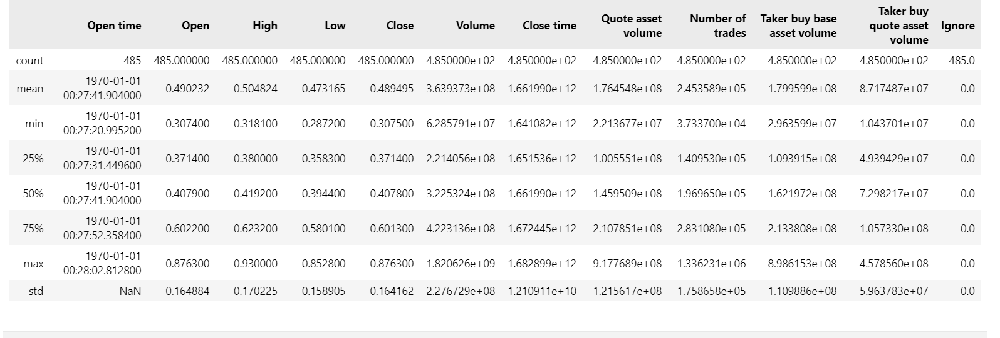 Open time Open High Low Close Volume Close time Quote asset volume Number of trades Taker buy base asset volume Taker buy quote asset volume Ignore
count 485 485.000000 485.000000 485.000000 485.000000 4.850000e+02 4.850000e+02 4.850000e+02 4.850000e+02 4.850000e+02 4.850000e+02 485.0
mean 1970-01-01 00:27:41.904000 0.490232 0.504824 0.473165 0.489495 3.639373e+08 1.661990e+12 1.764548e+08 2.453589e+05 1.799599e+08 8.717487e+07 0.0
min 1970-01-01 00:27:20.995200 0.307400 0.318100 0.287200 0.307500 6.285791e+07 1.641082e+12 2.213677e+07 3.733700e+04 2.963599e+07 1.043701e+07 0.0
25% 1970-01-01 00:27:31.449600 0.371400 0.380000 0.358300 0.371400 2.214056e+08 1.651536e+12 1.005551e+08 1.409530e+05 1.093915e+08 4.939429e+07 0.0
50% 1970-01-01 00:27:41.904000 0.407900 0.419200 0.394400 0.407800 3.225324e+08 1.661990e+12 1.459509e+08 1.969650e+05 1.621972e+08 7.298217e+07 0.0
75% 1970-01-01 00:27:52.358400 0.602200 0.623200 0.580100 0.601300 4.223136e+08 1.672445e+12 2.107851e+08 2.831080e+05 2.133808e+08 1.057330e+08 0.0
max 1970-01-01 00:28:02.812800 0.876300 0.930000 0.852800 0.876300 1.820626e+09 1.682899e+12 9.177689e+08 1.336231e+06 8.986153e+08 4.578560e+08 0.0
std NaN 0.164884 0.170225 0.158905 0.164162 2.276729e+08 1.210911e+10 1.215617e+08 1.758658e+05 1.109886e+08 5.963783e+07 0.0